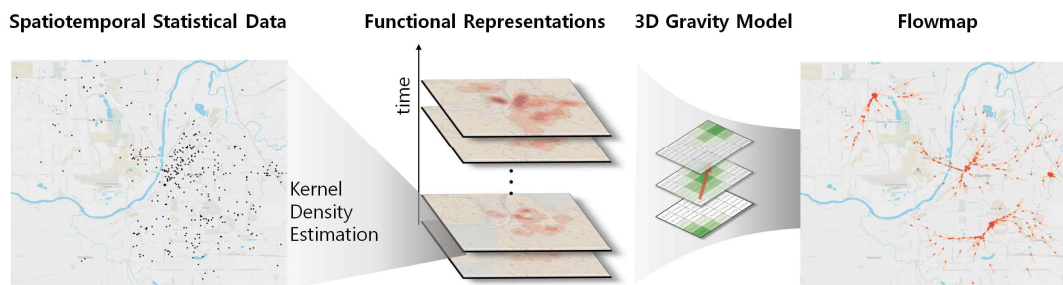 Spatiotemporal Statistical Data
Functional Representations
3D Gravity Model
Flowmap
time
Kernel
Density
Estimation